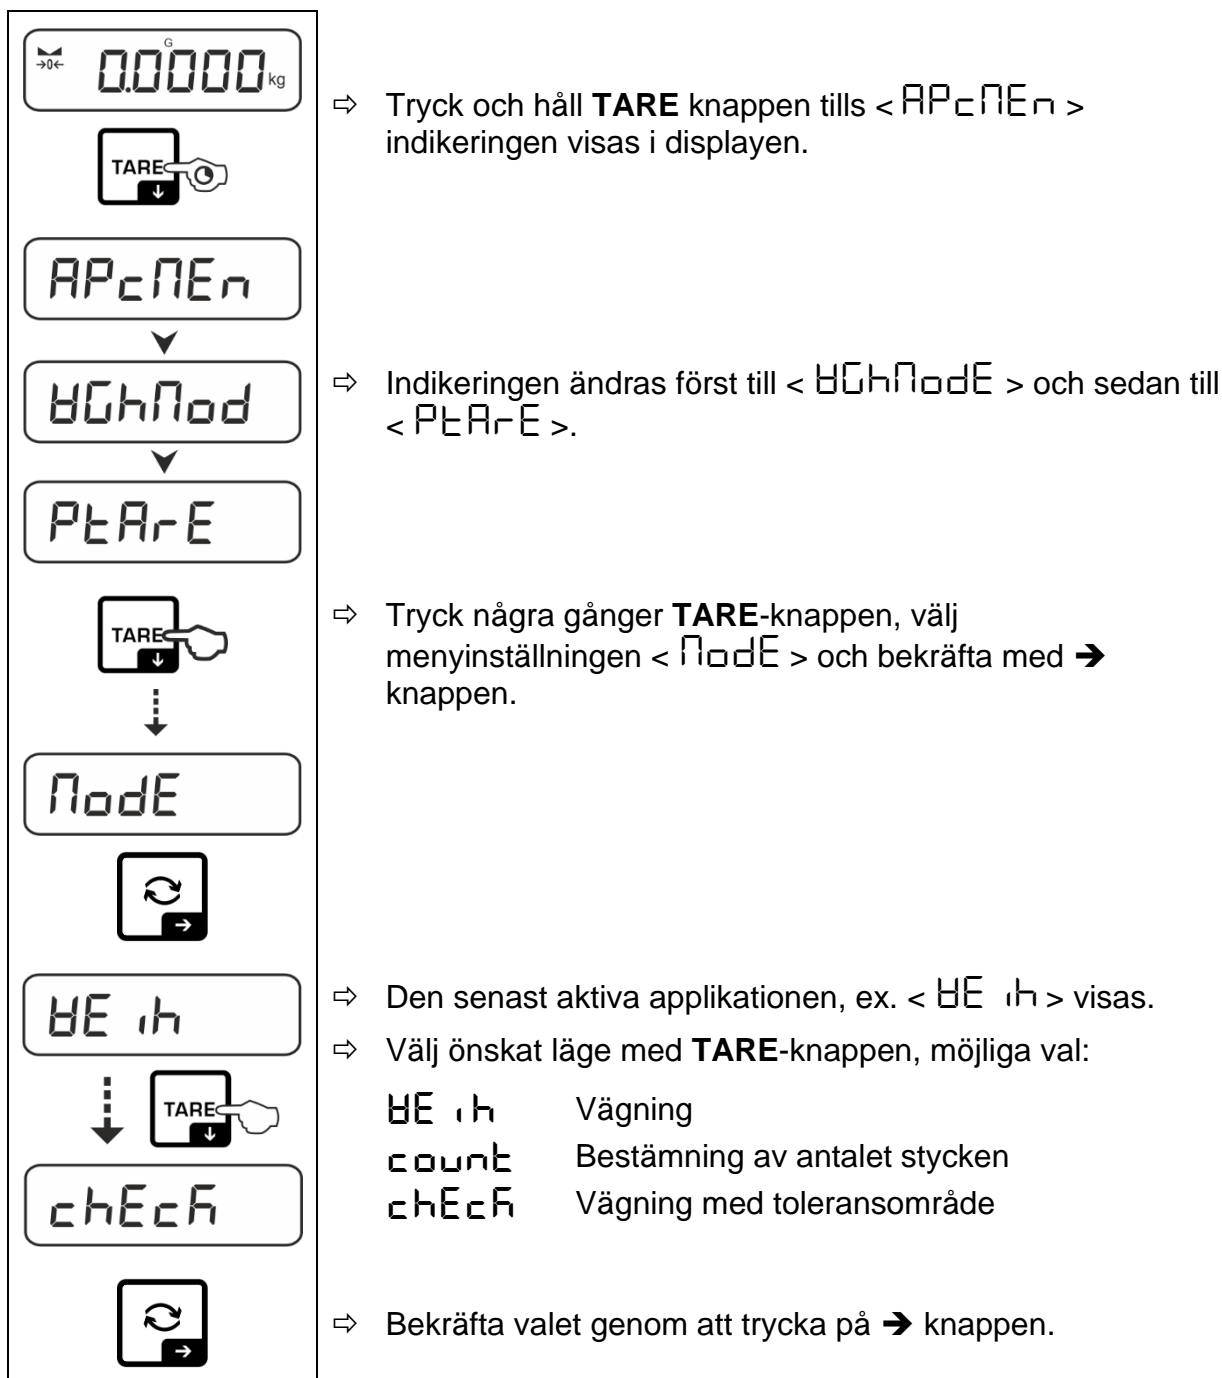 →0← G 0.0000 kg
TARE
⇨ Tryck och håll TARE knappen tills < APcMEn >
indikeringen visas i displayen.
APcMEn
WGhMod
⇨ Indikeringen ändras först till < WGhModE > och sedan till
< PtArE >.
PtArE
TARE
⇨ Tryck några gånger TARE-knappen, välj
menyinställningen < ModE > och bekräfta med ➔
knappen.
ModE
WEih
⇨ Den senast aktiva applikationen, ex. < WEih > visas.
⇨ Välj önskat läge med TARE-knappen, möjliga val:
TARE
WEih Vägning
count Bestämning av antalet stycken
chEcK Vägning med toleransområde
chEcK
⇨ Bekräfta valet genom att trycka på ➔ knappen.